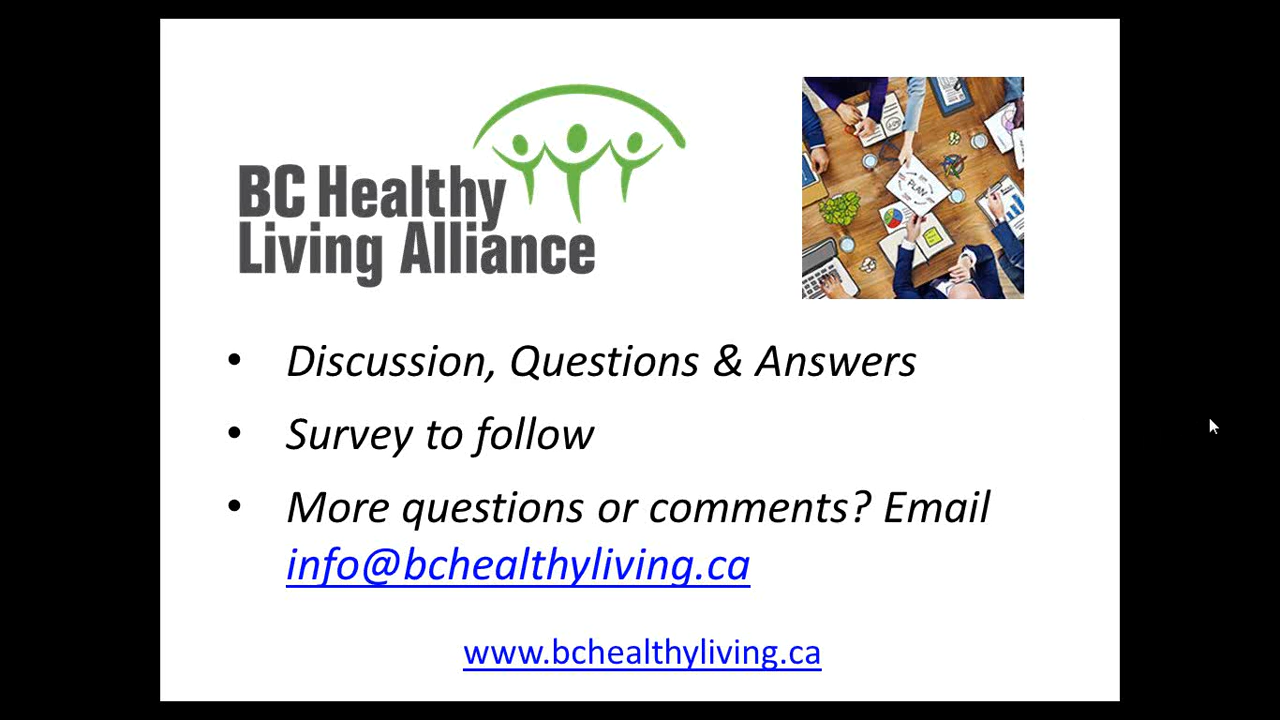 BC Healthy
Living Alliance
PLAN
• Discussion, Questions & Answers
• Survey to follow
• More questions or comments? Email
info@bchealthyliving.ca
www.bchealthyliving.ca